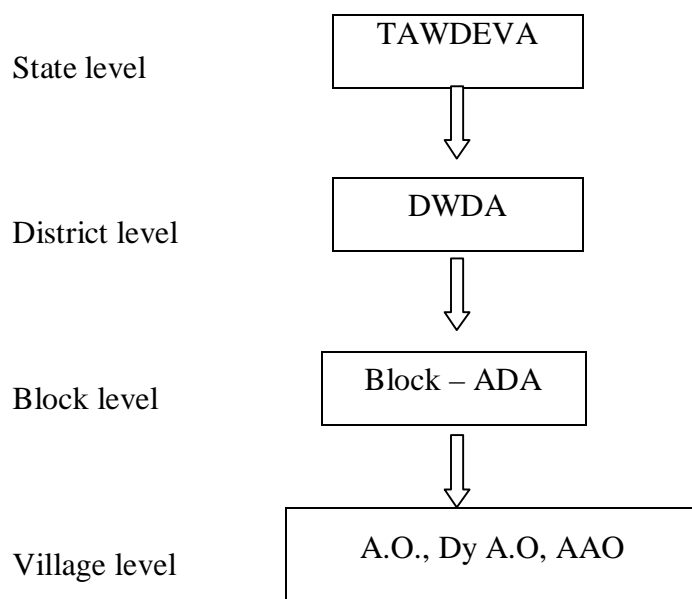 TAWDEVA
State level
DWDA
District level
Block – ADA
Block level
A.O., Dy A.O, AAO
Village level